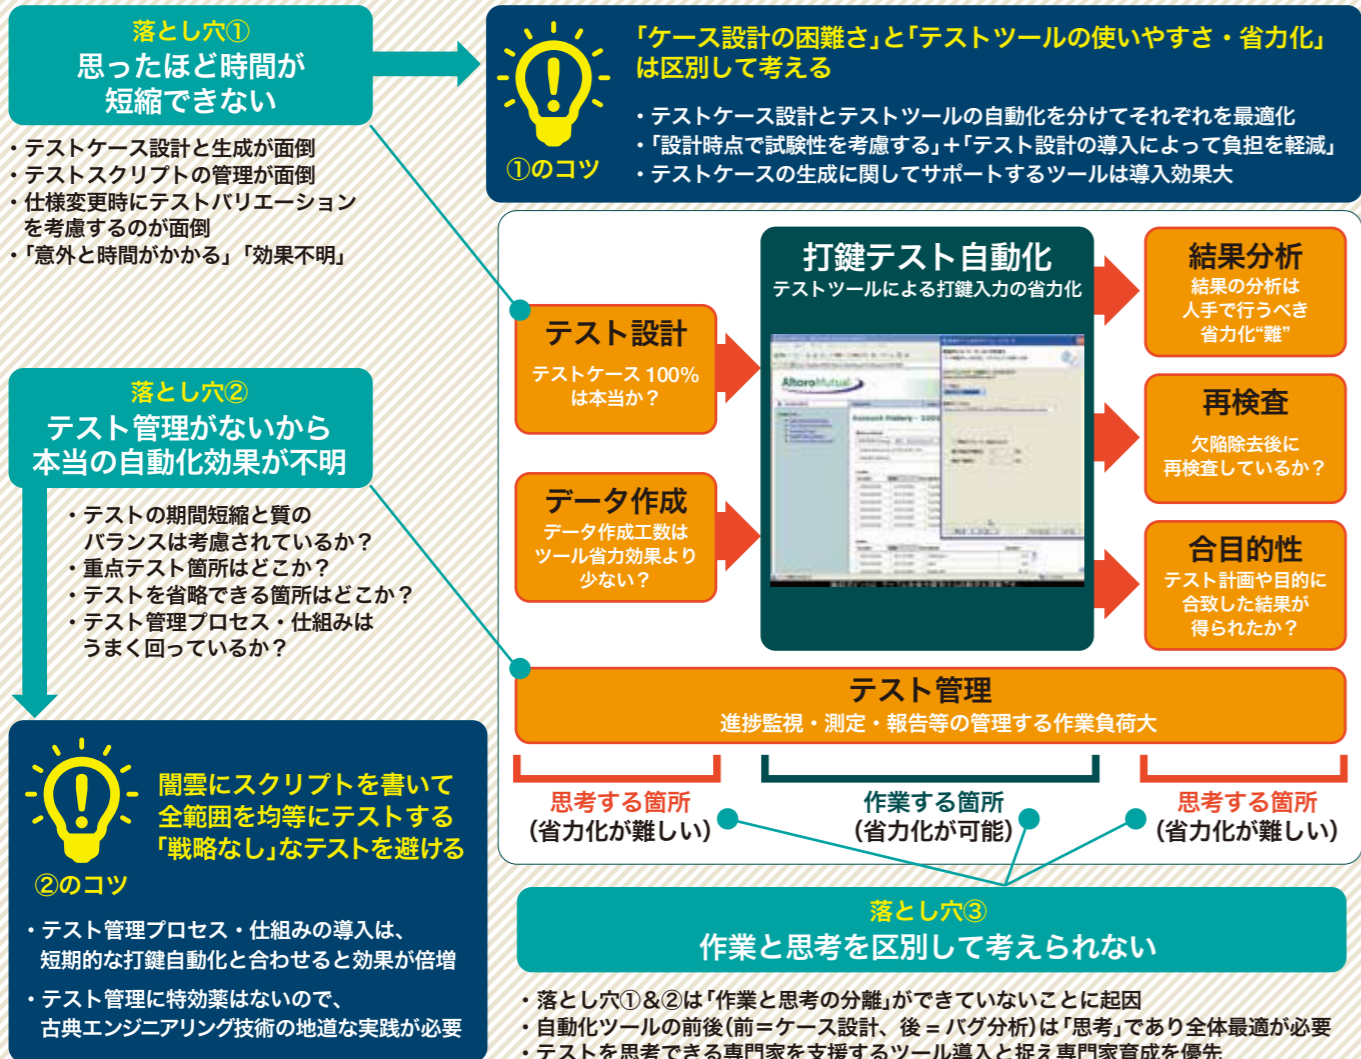 落とし穴①
思ったほど時間が
短縮できない
・テストケース設計と生成が面倒
・テストスクリプトの管理が面倒
・仕様変更時にテストバリエーション
を考慮するのが面倒
・「意外と時間がかかる」「効果不明」
①のコツ
「ケース設計の困難さ」と「テストツールの使いやすさ・省力化」
は区別して考える
・テストケース設計とテストツールの自動化を分けてそれぞれを最適化
・「設計時点で試験性を考慮する」+「テスト設計の導入によって負担を軽減」
・テストケースの生成に関してサポートするツールは導入効果大
テスト設計
テストケース100%
は本当か？
データ作成
データ作成工数は
ツール省力効果より
少ない？
打鍵テスト自動化
テストツールによる打鍵入力の省力化
AltoroMutual
結果分析
結果の分析は
人手で行うべき
省力化“難”
再検査
欠陥除去後に
再検査しているか？
合目的性
テスト計画や目的に
合致した結果が
得られたか？
テスト管理
進捗監視・測定・報告等の管理する作業負荷大
思考する箇所
(省力化が難しい)
作業する箇所
(省力化が可能)
思考する箇所
(省力化が難しい)
落とし穴②
テスト管理がないから
本当の自動化効果が不明
・テストの期間短縮と質の
バランスは考慮されているか？
・重点テスト箇所はどこか？
・テストを省略できる箇所はどこか？
・テスト管理プロセス・仕組みは
うまく回っているか？
②のコツ
闇雲にスクリプトを書いて
全範囲を均等にテストする
「戦略なし」なテストを避ける
・テスト管理プロセス・仕組みの導入は、
短期的な打鍵自動化と合わせると効果が倍増
・テスト管理に特効薬はないので、
古典エンジニアリング技術の地道な実践が必要
落とし穴③
作業と思考を区別して考えられない
・落とし穴①&②は「作業と思考の分離」ができていないことに起因
・自動化ツールの前後(前=ケース設計、後=バグ分析)は「思考」であり全体最適が必要
・テストを思考できる専門家を支援するツール導入と捉え専門家育成を優先